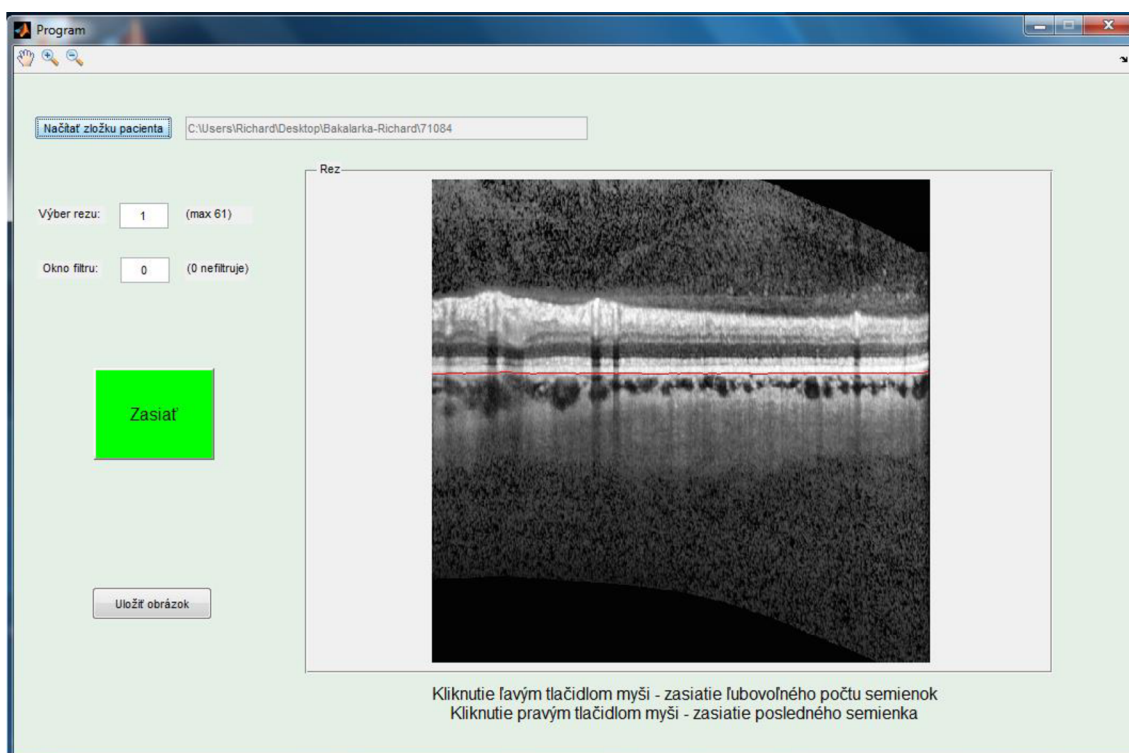 Program
Načítať zložku pacienta
C:\Users\Richard\Desktop\Bakalarka-Richard\71084
Rez
Výber rezu: 1 (max 61)
Okno filtru: 0 (0 nefiltruje)
Zasiať
Uložiť obrázok
Kliknutie ľavým tlačidlom myši - zasiatie ľubovoľného počtu semienok
Kliknutie pravým tlačidlom myši - zasiatie posledného semienka